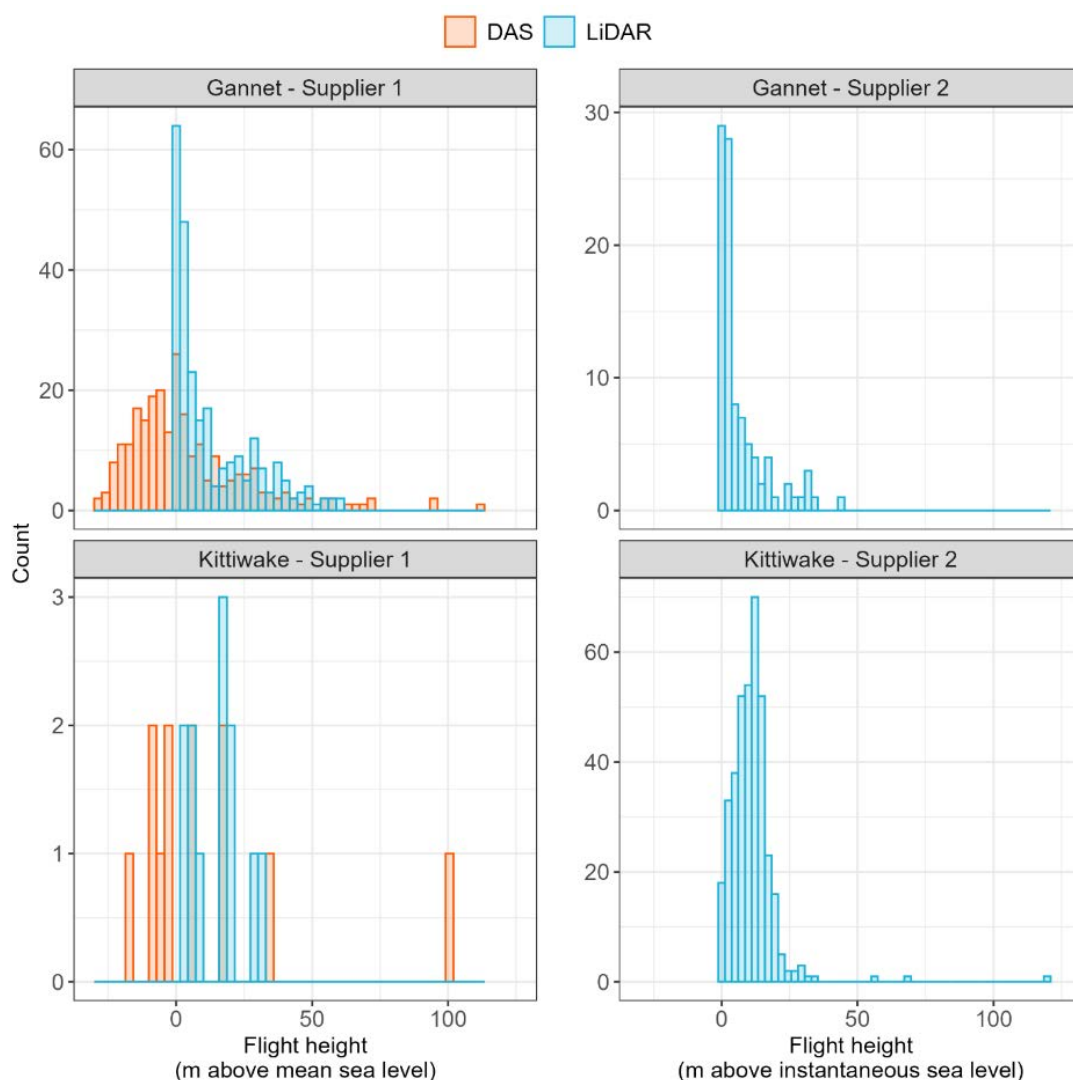 DAS LiDAR
Gannet - Supplier 1
Gannet - Supplier 2
60
40
20
0
30
20
10
0
Count
Kittiwake - Supplier 1
Kittiwake - Supplier 2
3
2
1
0
60
40
20
0
0 50 100
0 50 100
Flight height
(m above mean sea level)
Flight height
(m above instantaneous sea level)